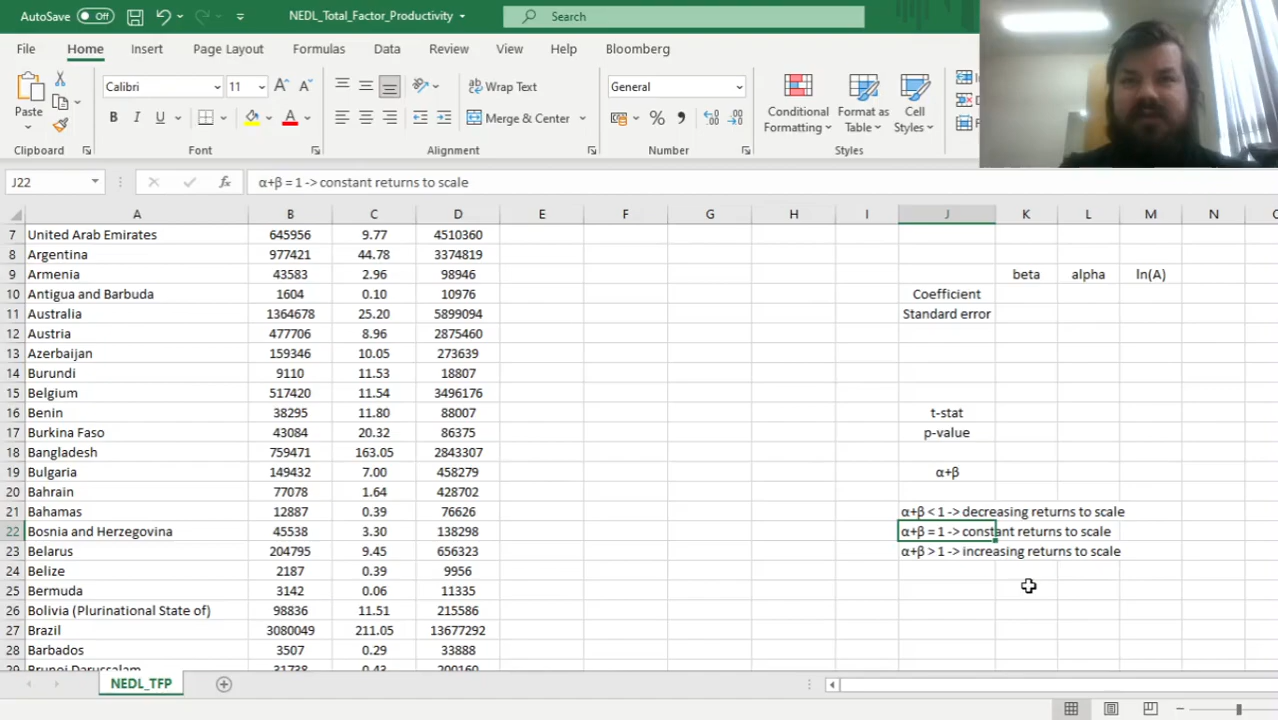 AutoSave Off NEDL_Total_Factor_Productivity Search
File Home Insert Page Layout Formulas Data Review View Help Bloomberg
Paste Calibri 11 A A Wrap Text General Conditional Formatting Format as Table Cell Styles
B I U A Merge & Center % 
Clipboard Font Alignment Number Styles
J22 fx α+β = 1 -> constant returns to scale
A B C D E F G H I J K L M N
7 United Arab Emirates 645956 9.77 4510360
8 Argentina 977421 44.78 3374819
9 Armenia 43583 2.96 98946 beta alpha ln(A)
10 Antigua and Barbuda 1604 0.10 10976 Coefficient
11 Australia 1364678 25.20 5899094 Standard error
12 Austria 477706 8.96 2875460
13 Azerbaijan 159346 10.05 273639
14 Burundi 9110 11.53 18807
15 Belgium 517420 11.54 3496176
16 Benin 38295 11.80 88007 t-stat
17 Burkina Faso 43084 20.32 86375 p-value
18 Bangladesh 759471 163.05 2843307
19 Bulgaria 149432 7.00 458279 α+β
20 Bahrain 77078 1.64 428702
21 Bahamas 12887 0.39 76626 α+β < 1 -> decreasing returns to scale
22 Bosnia and Herzegovina 45538 3.30 138298 α+β = 1 -> constant returns to scale
23 Belarus 204795 9.45 656323 α+β > 1 -> increasing returns to scale
24 Belize 2187 0.39 9956
25 Bermuda 3142 0.06 11335
26 Bolivia (Plurinational State of) 98836 11.51 215586
27 Brazil 3080049 211.05 13677292
28 Barbados 3507 0.29 33888
29 Brunei Darussalam 31738 0.43 200160
NEDL_TFP